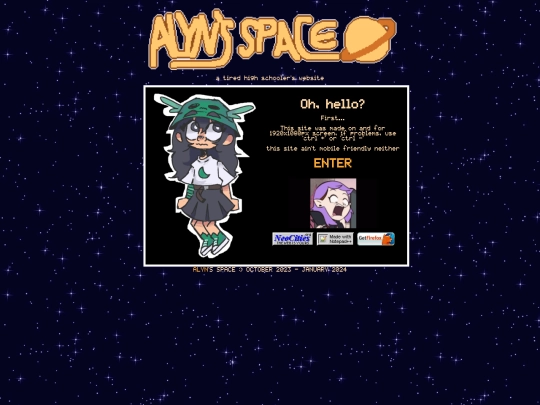 ALYN'S SPACE
a tired high schooler's website
Oh, hello?
First...
This site was made on and for
1920x1080px screen, if problems, use
'ctrl +' or 'ctrl -'
this site ain't mobile friendly neither
ENTER
NeoCities
Made with
Notepad++
Get Firefox
ALYN'S SPACE © OCTOBER 2023 - JANUARY 2024